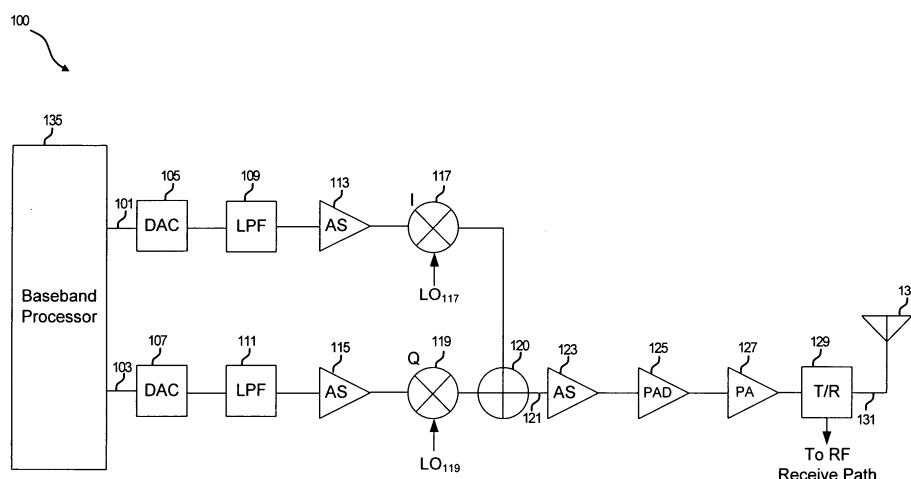 100
135
105
109
113
117
101
DAC
LPF
AS
I
LO117
Baseband
Processor
107
111
115
Q
119
120
123
125
127
129
13
103
DAC
LPF
AS
121
AS
PAD
PA
T/R
131
LO119
To RF
Receive Path